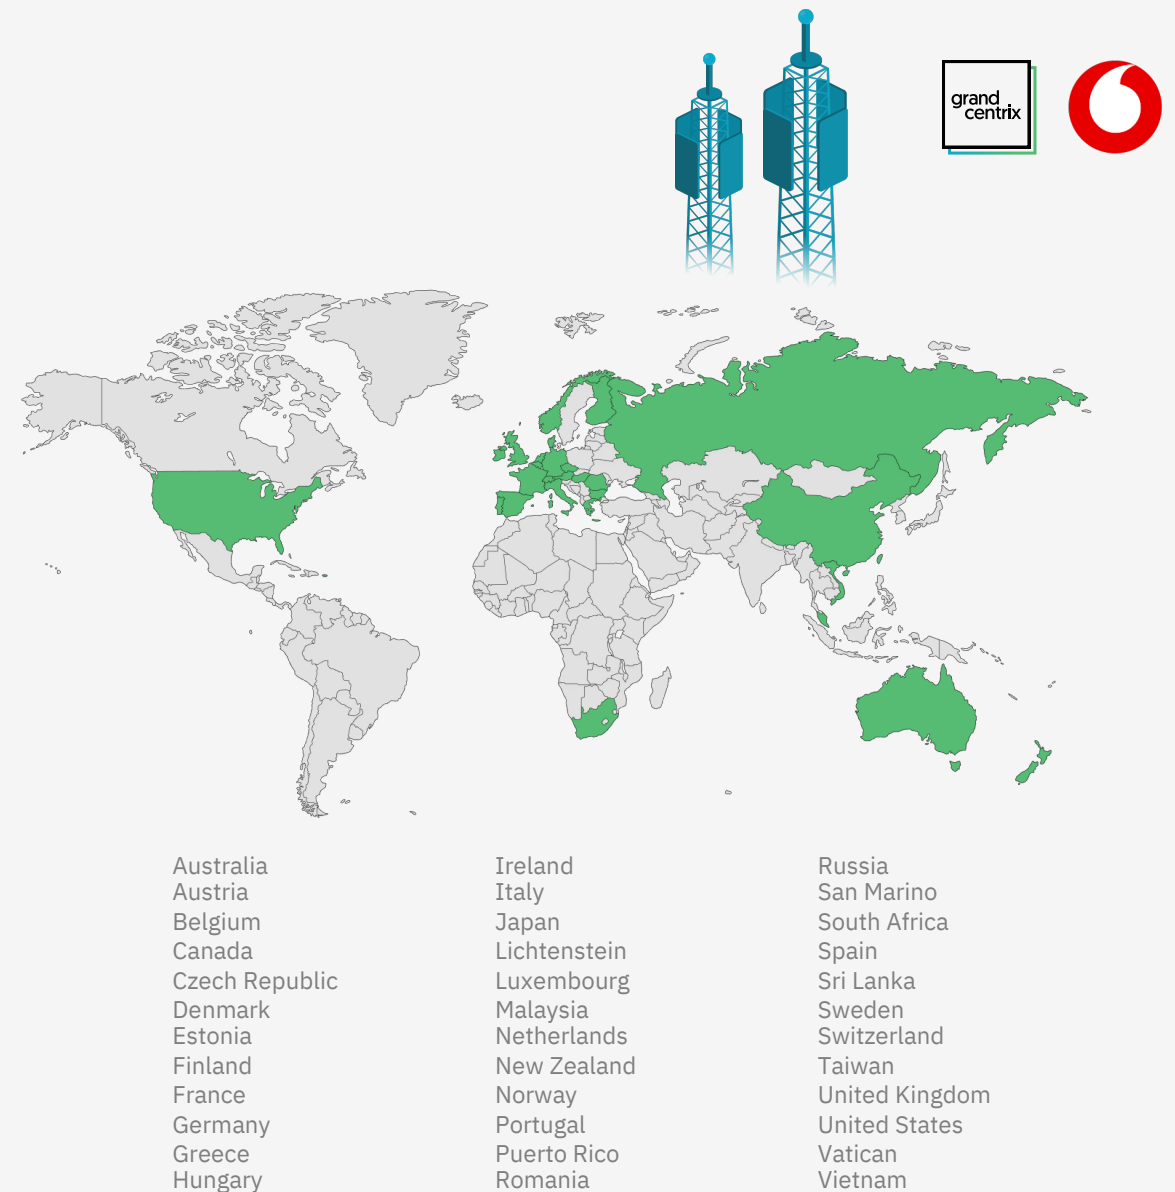 grand
centrix
Australia
Austria
Belgium
Canada
Czech Republic
Denmark
Estonia
Finland
France
Germany
Greece
Hungary
Ireland
Italy
Japan
Lichtenstein
Luxembourg
Malaysia
Netherlands
New Zealand
Norway
Portugal
Puerto Rico
Romania
Russia
San Marino
South Africa
Spain
Sri Lanka
Sweden
Switzerland
Taiwan
United Kingdom
United States
Vatican
Vietnam